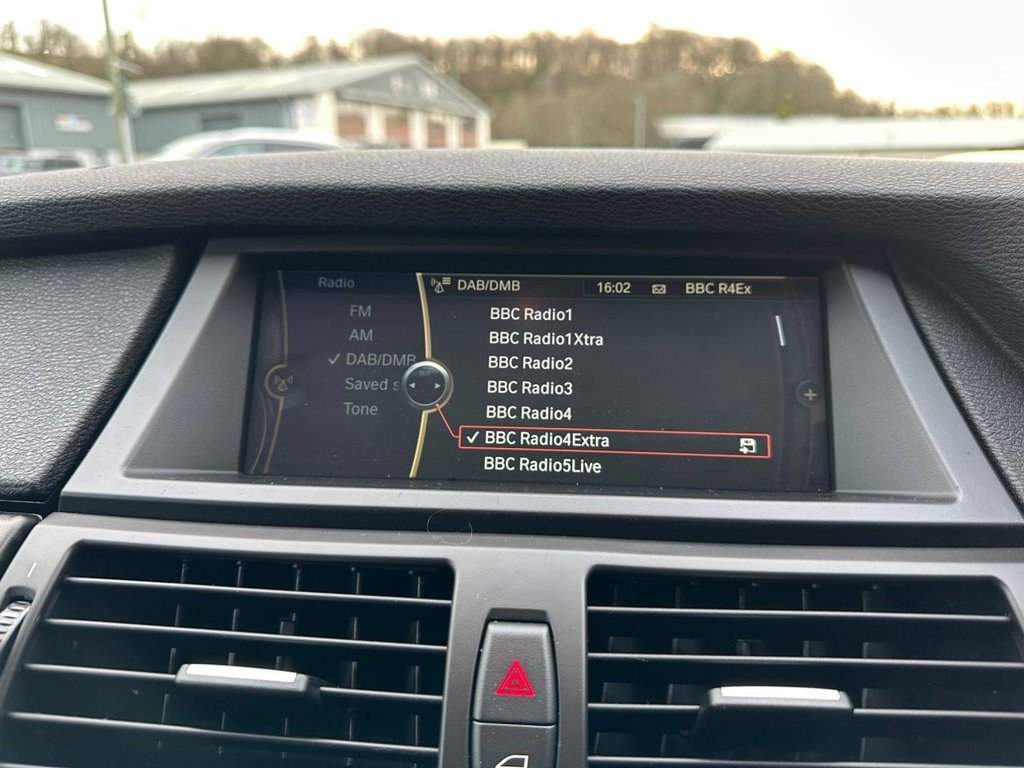 Radio
FM
AM
✓ DAB/DMB
Saved s
Tone
DAB/DMB 16:02 BBC R4Ex
BBC Radio1
BBC Radio1Xtra
BBC Radio2
BBC Radio3
BBC Radio4
✓ BBC Radio4Extra
BBC Radio5Live